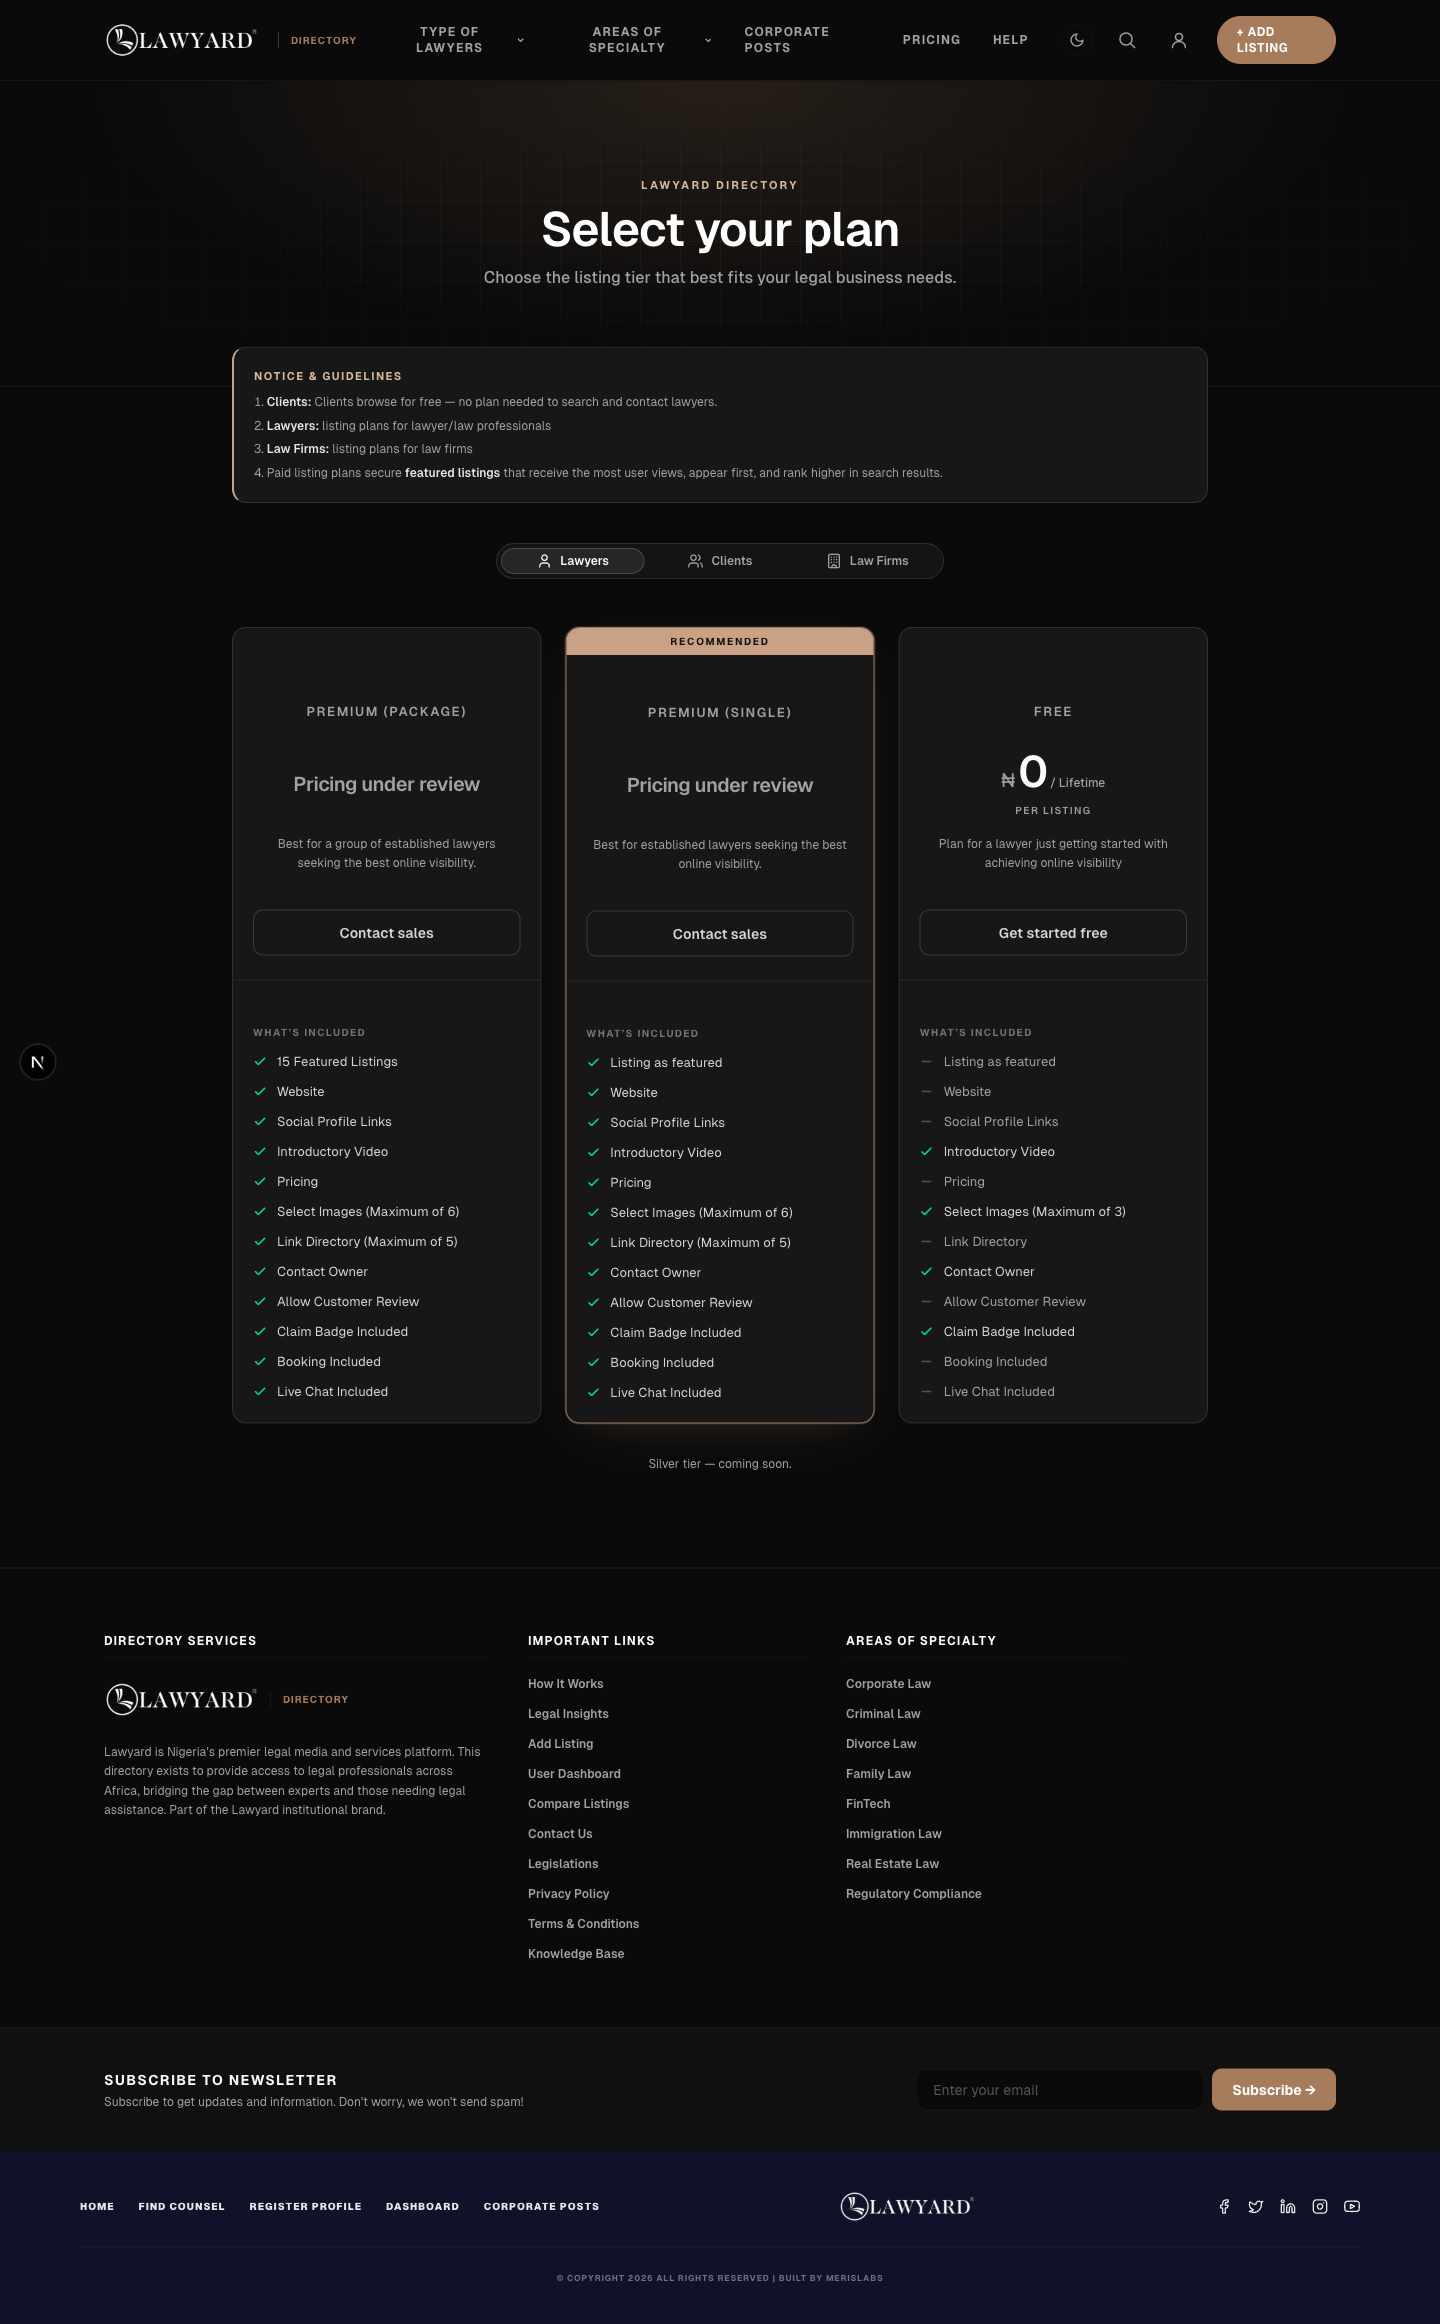 LAWYARD
DIRECTORY
TYPE OF
LAWYERS
AREAS OF
SPECIALTY
CORPORATE
POSTS
PRICING
HELP
+ ADD
LISTING
LAWYARD DIRECTORY
Select your plan
Choose the listing tier that best fits your legal business needs.
NOTICE & GUIDELINES
1. Clients: Clients browse for free — no plan needed to search and contact lawyers.
2. Lawyers: listing plans for lawyer/law professionals
3. Law Firms: listing plans for law firms
4. Paid listing plans secure featured listings that receive the most user views, appear first, and rank higher in search results.
Lawyers
Clients
Law Firms
PREMIUM (PACKAGE)
Pricing under review
Best for a group of established lawyers
seeking the best online visibility.
Contact sales
WHAT'S INCLUDED
15 Featured Listings
Website
Social Profile Links
Introductory Video
Pricing
Select Images (Maximum of 6)
Link Directory (Maximum of 5)
Contact Owner
Allow Customer Review
Claim Badge Included
Booking Included
Live Chat Included
RECOMMENDED
PREMIUM (SINGLE)
Pricing under review
Best for established lawyers seeking the best
online visibility.
Contact sales
WHAT'S INCLUDED
Listing as featured
Website
Social Profile Links
Introductory Video
Pricing
Select Images (Maximum of 6)
Link Directory (Maximum of 5)
Contact Owner
Allow Customer Review
Claim Badge Included
Booking Included
Live Chat Included
FREE
₦0 / Lifetime
PER LISTING
Plan for a lawyer just getting started with
achieving online visibility
Get started free
WHAT'S INCLUDED
Listing as featured
Website
Social Profile Links
Introductory Video
Pricing
Select Images (Maximum of 3)
Link Directory
Contact Owner
Allow Customer Review
Claim Badge Included
Booking Included
Live Chat Included
N
Silver tier — coming soon.
DIRECTORY SERVICES
LAWYARD
DIRECTORY
Lawyard is Nigeria's premier legal media and services platform. This
directory exists to provide access to legal professionals across
Africa, bridging the gap between experts and those needing legal
assistance. Part of the Lawyard institutional brand.
IMPORTANT LINKS
How It Works
Legal Insights
Add Listing
User Dashboard
Compare Listings
Contact Us
Legislations
Privacy Policy
Terms & Conditions
Knowledge Base
AREAS OF SPECIALTY
Corporate Law
Criminal Law
Divorce Law
Family Law
FinTech
Immigration Law
Real Estate Law
Regulatory Compliance
SUBSCRIBE TO NEWSLETTER
Subscribe to get updates and information. Don't worry, we won't send spam!
Enter your email
Subscribe →
HOME
FIND COUNSEL
REGISTER PROFILE
DASHBOARD
CORPORATE POSTS
LAWYARD
© COPYRIGHT 2026 ALL RIGHTS RESERVED | BUILT BY MERISLABS